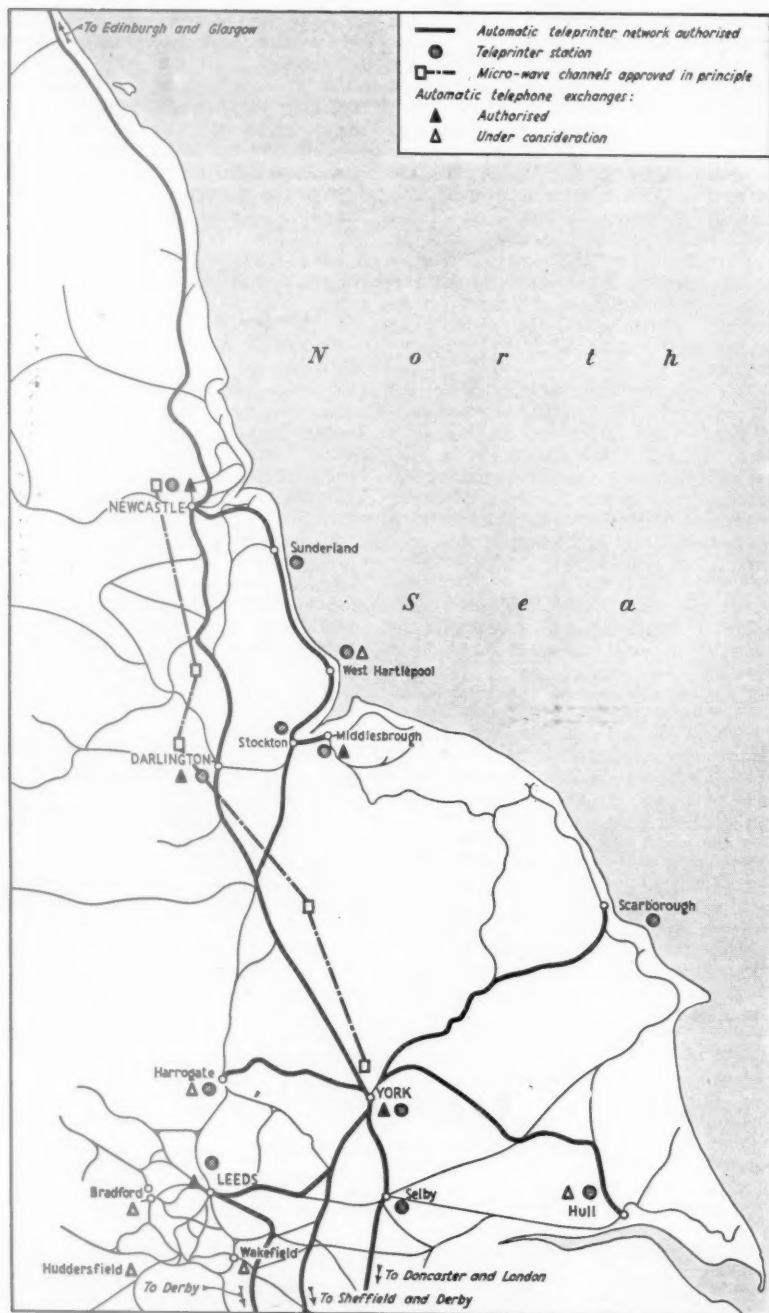 To Edinburgh and Glasgow
Automatic teleprinter network authorised
Teleprinter station
Micro-wave channels approved in principle
Automatic telephone exchanges:
Authorised
Under consideration
N o r t h
NEWCASTLE
Sunderland
S e a
West Hartlepool
Stockton
Middlesbrough
DARLINGTON
Scarborough
Harrogate
YORK
LEEDS
Bradford
Selby
Hull
Wakefield
Huddersfield
To Doncaster and London
To Derby
To Sheffield and Derby